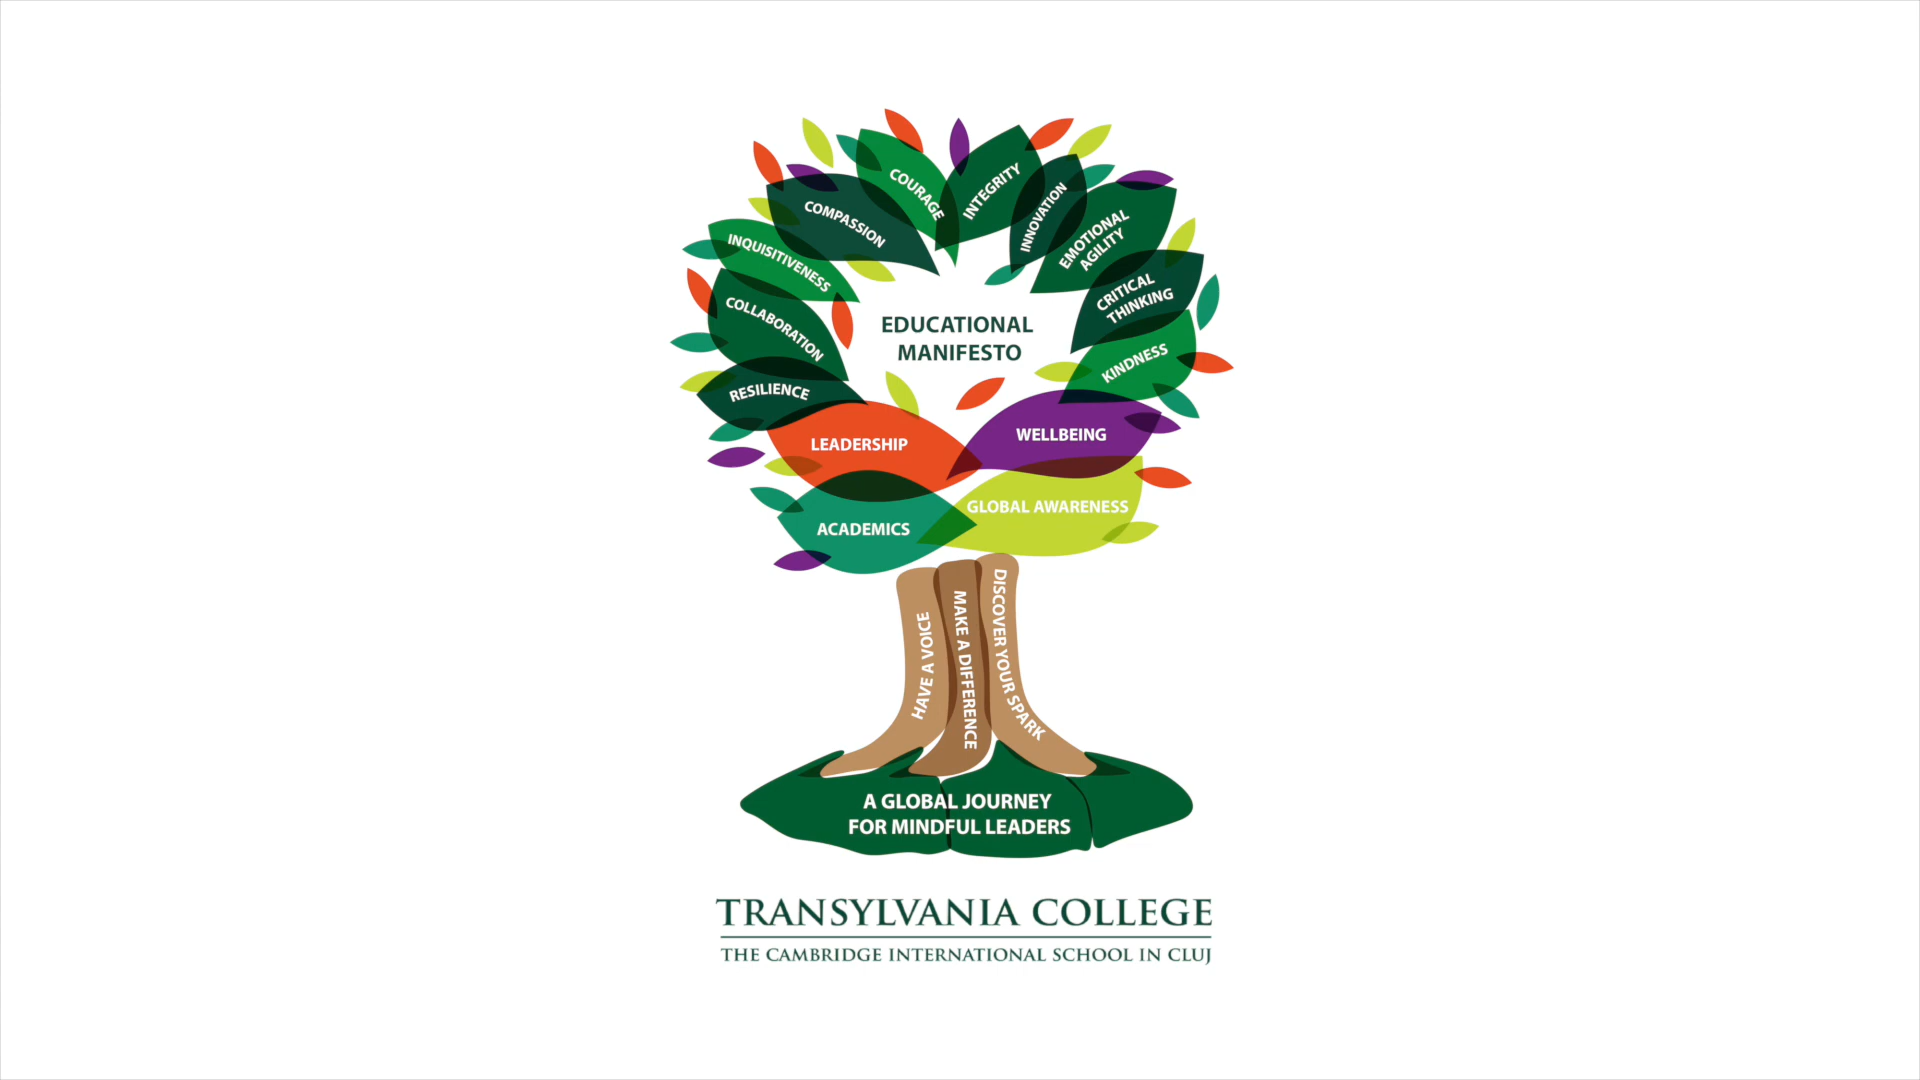 COURAGE
INTEGRITY
INNOVATION
COMPASSION
EMOTIONAL
AGILITY
INQUISITIVENESS
CRITICAL
THINKING
COLLABORATION
EDUCATIONAL
MANIFESTO
KINDNESS
RESILIENCE
LEADERSHIP
WELLBEING
ACADEMICS
GLOBAL AWARENESS
HAVE A VOICE
MAKE A DIFFERENCE
DISCOVER YOUR SPARK
A GLOBAL JOURNEY
FOR MINDFUL LEADERS
TRANSYLVANIA COLLEGE
THE CAMBRIDGE INTERNATIONAL SCHOOL IN CLUJ